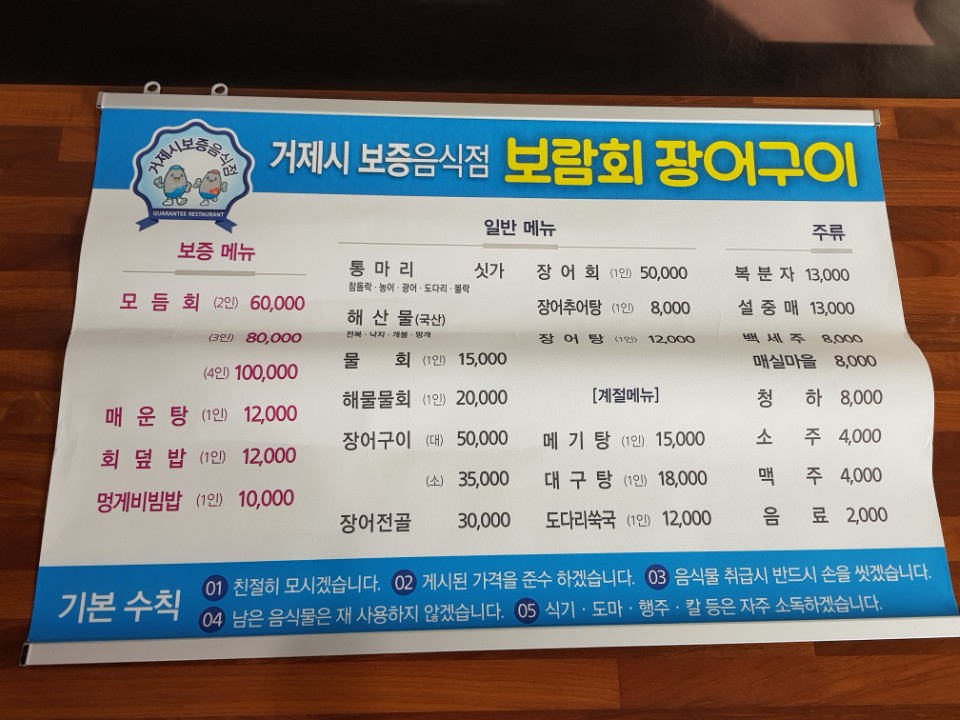 거제시보증음식점
GUARANTEE RESTAURANT
거제시 보증음식점 보람회 장어구이
보증 메뉴
모 듬 회 (2인) 60,000
(3인) 80,000
(4인) 100,000
매 운 탕 (1인) 12,000
회 덮 밥 (1인) 12,000
멍게비빔밥 (1인) 10,000
일반 메뉴
통 마 리 싯가
참돔락 · 농어 · 광어 · 도다리 · 볼락
해 산 물(국산)
전복 · 낙지 · 개불 · 멍게
물 회 (1인) 15,000
해물물회 (1인) 20,000
장어구이 (대) 50,000
(소) 35,000
장어전골 30,000
장 어 회 (1인) 50,000
장어추어탕 (1인) 8,000
장 어 탕 (1인) 12,000
[계절메뉴]
메 기 탕 (1인) 15,000
대 구 탕 (1인) 18,000
도다리쑥국 (1인) 12,000
주류
복 분 자 13,000
설 중 매 13,000
백 세 주 8,000
매실마을 8,000
청 하 8,000
소 주 4,000
맥 주 4,000
음 료 2,000
기본 수칙
01 친절히 모시겠습니다. 02 게시된 가격을 준수 하겠습니다. 03 음식물 취급시 반드시 손을 씻겠습니다.
04 남은 음식물은 재 사용하지 않겠습니다. 05 식기 · 도마 · 행주 · 칼 등은 자주 소독하겠습니다.